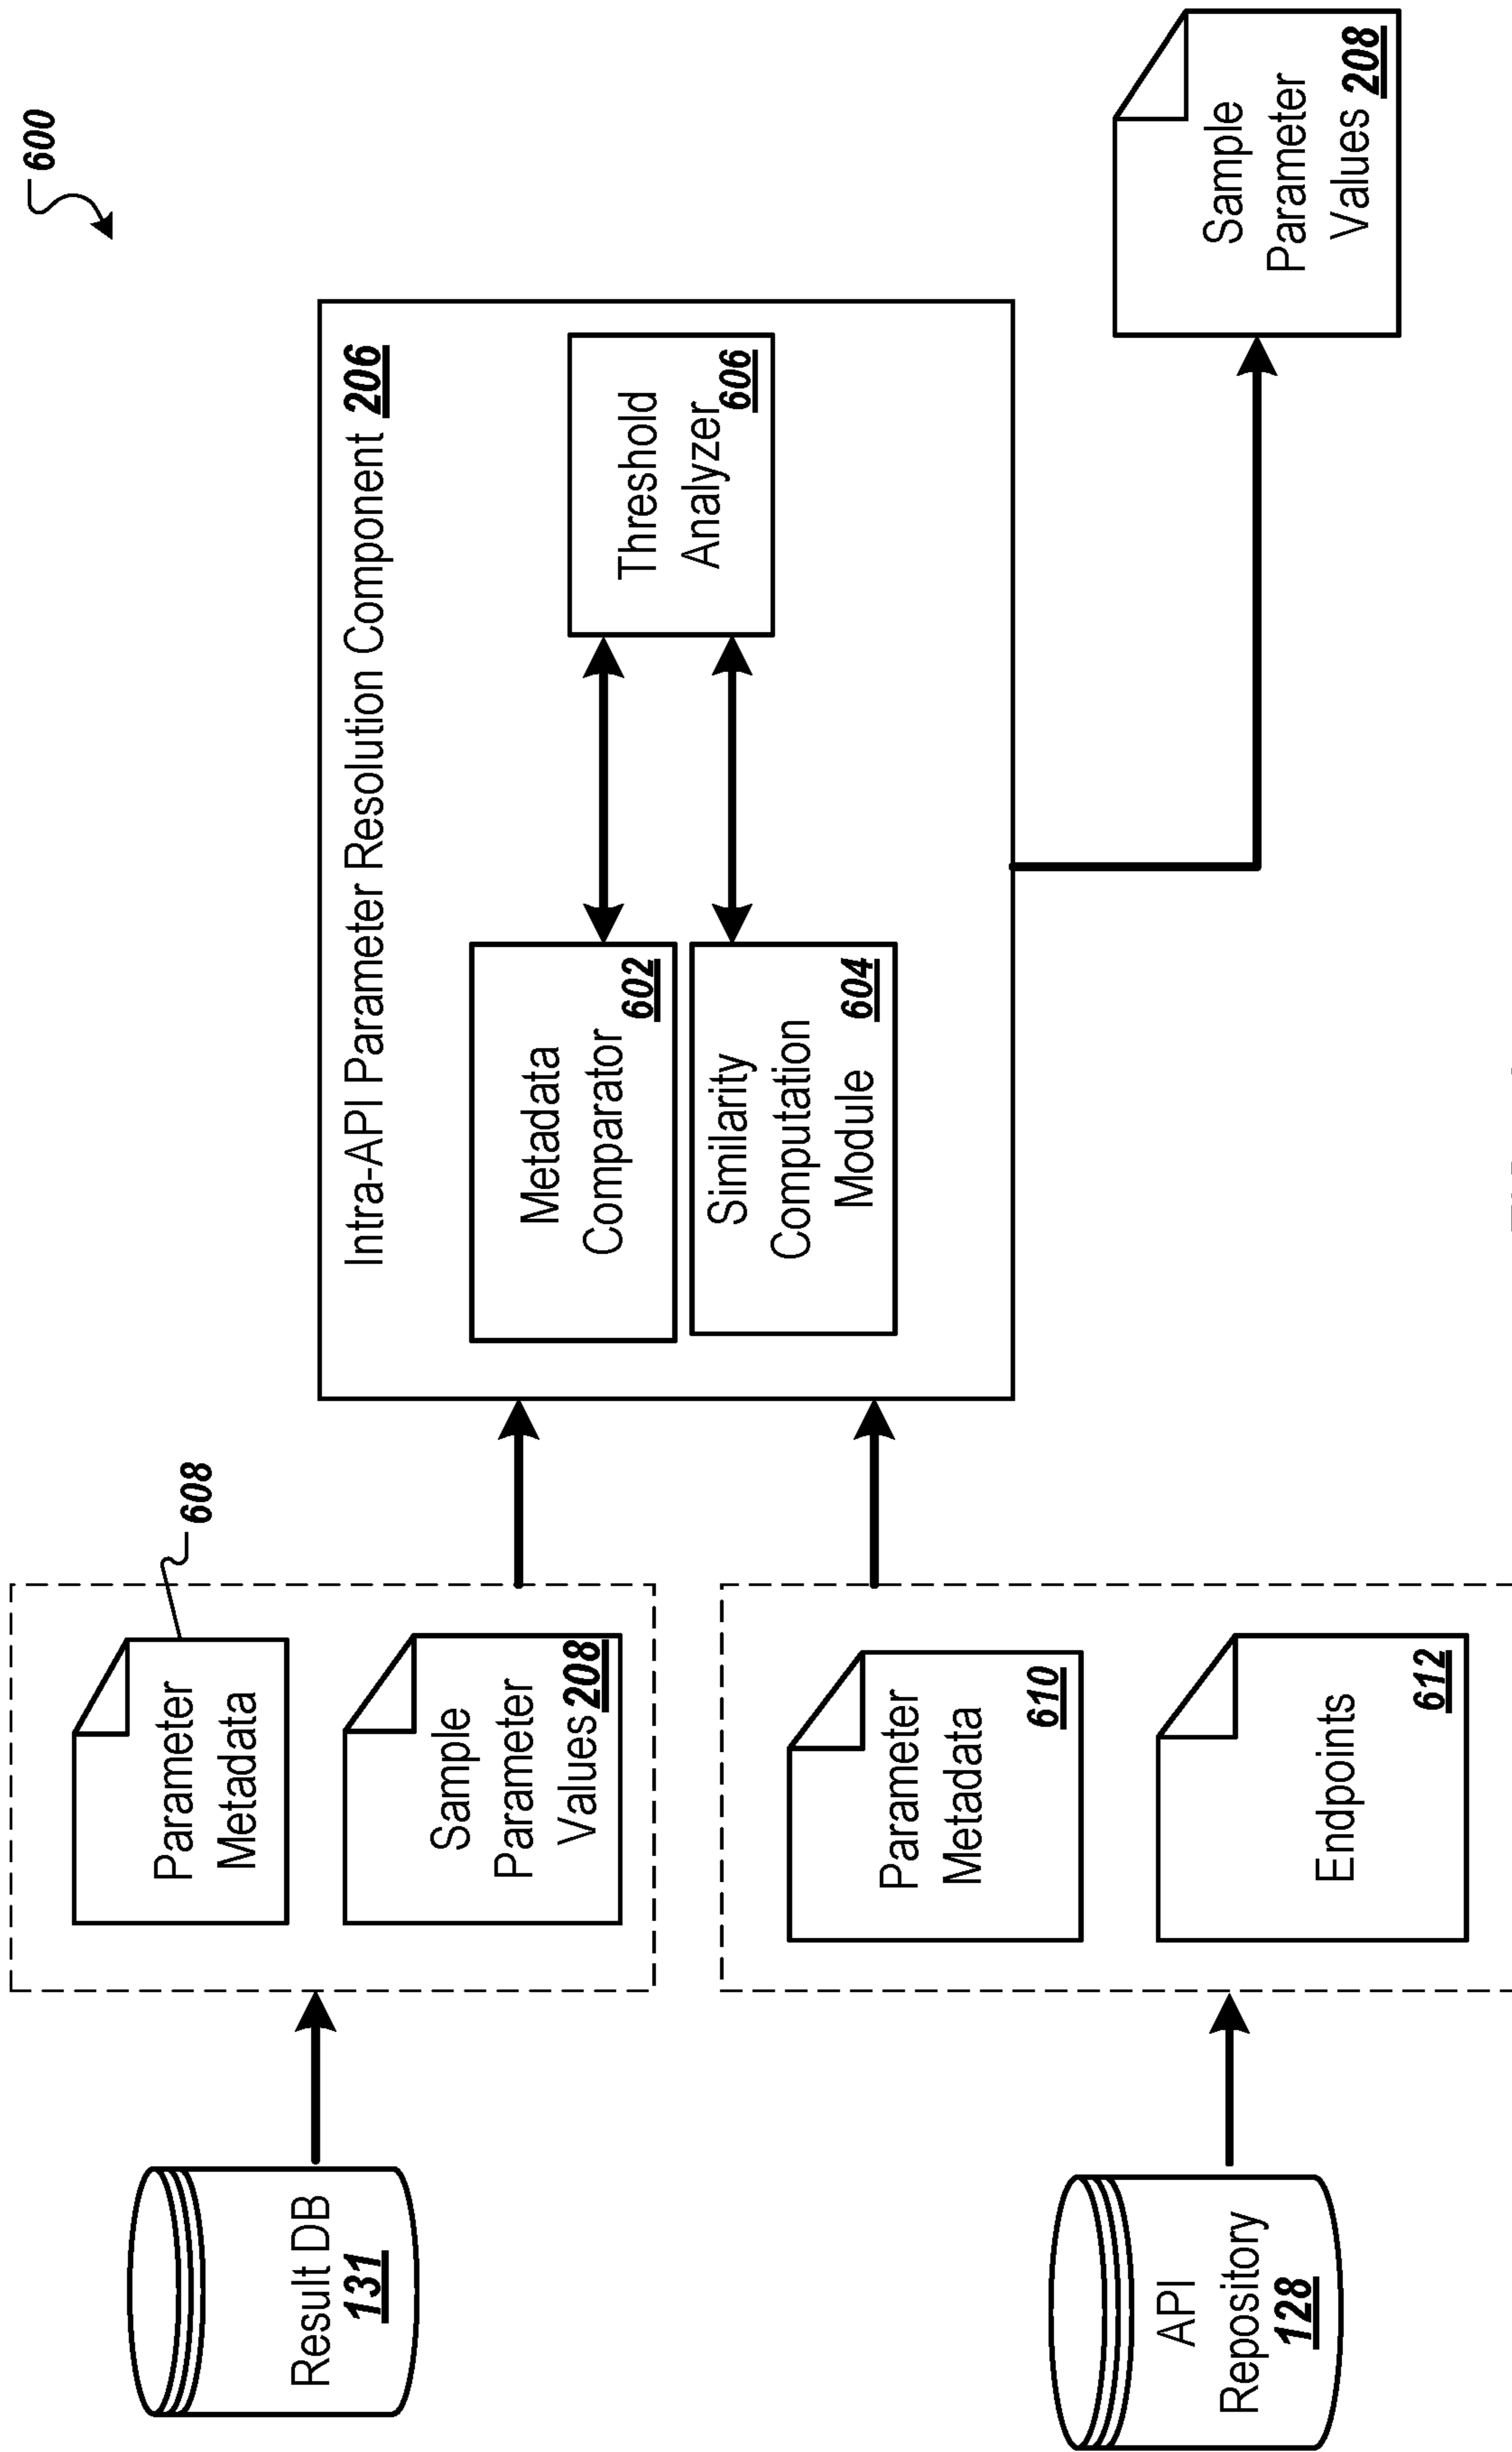 600
Result DB
131
Parameter
Metadata
608
Sample
Parameter
Values 208
Intra-API Parameter Resolution Component 206
Metadata
Comparator
602
Similarity
Computation
Module
604
Threshold
Analyzer
606
API
Repository
128
Parameter
Metadata
610
Endpoints
612
Sample
Parameter
Values 208